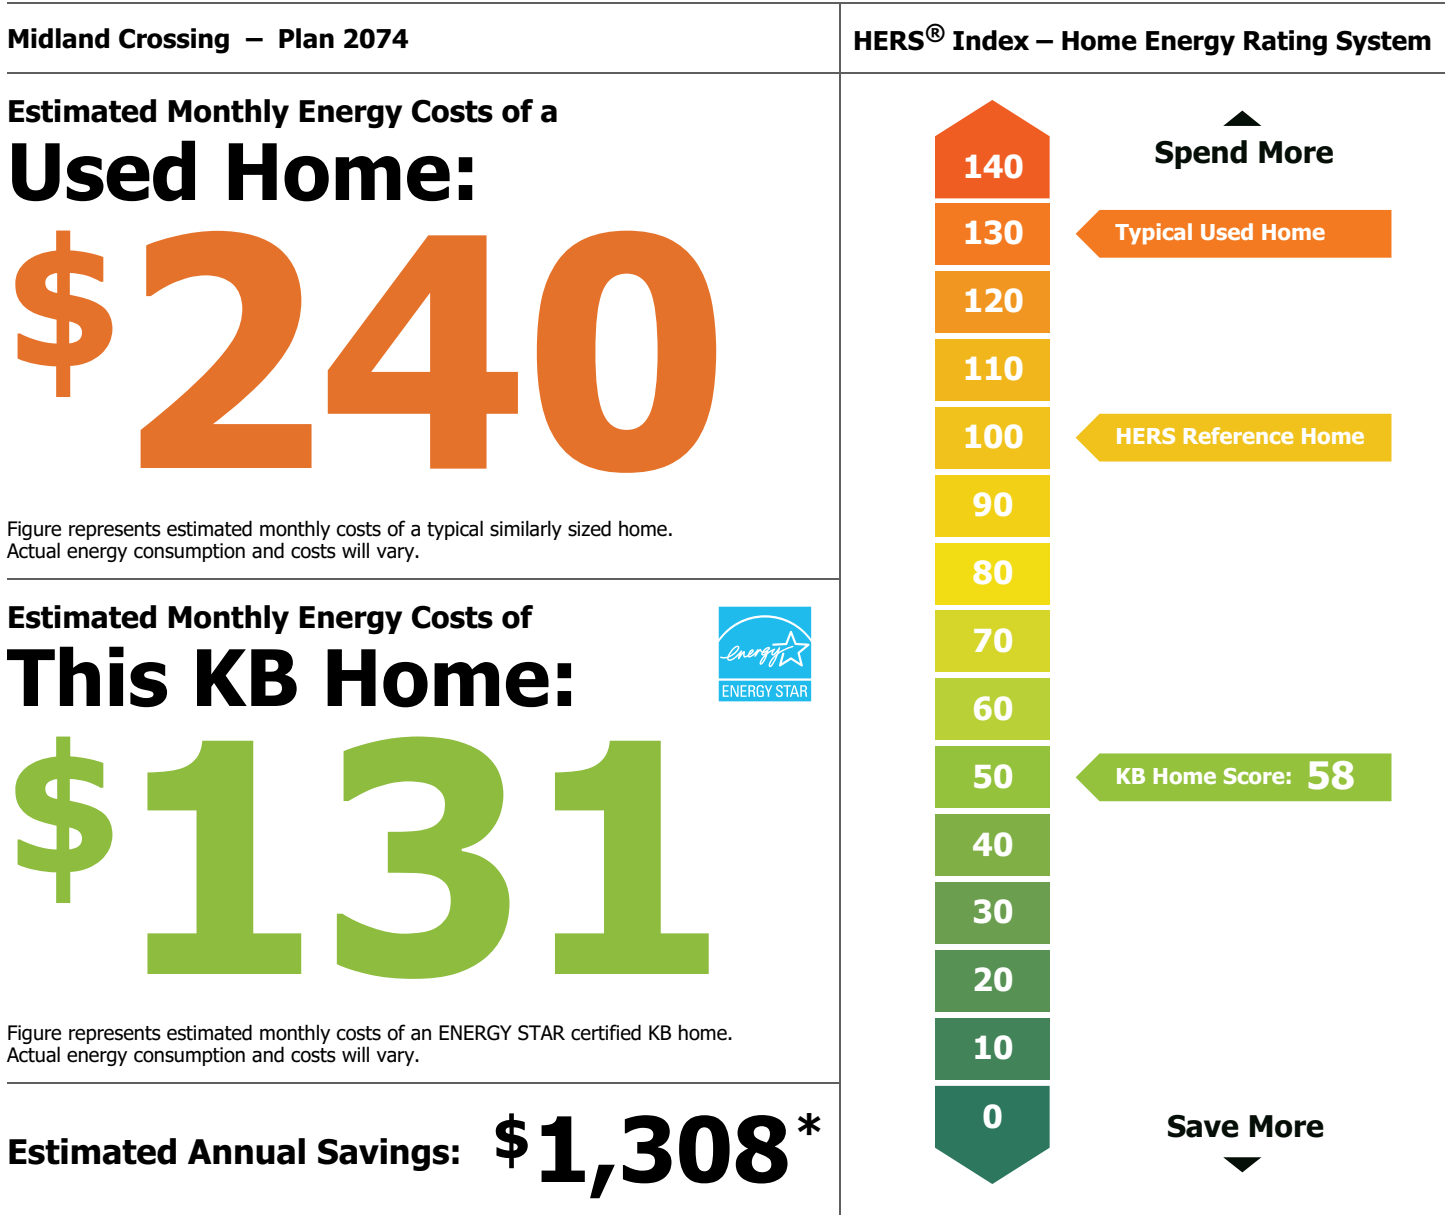 Midland Crossing – Plan 2074
Estimated Monthly Energy Costs of a
Used Home:
$240
Figure represents estimated monthly costs of a typical similarly sized home.
Actual energy consumption and costs will vary.
Estimated Monthly Energy Costs of
This KB Home:
energy
ENERGY STAR
$131
Figure represents estimated monthly costs of an ENERGY STAR certified KB home.
Actual energy consumption and costs will vary.
Estimated Annual Savings: $1,308*
HERS® Index – Home Energy Rating System
Spend More
140
130
Typical Used Home
120
110
100
HERS Reference Home
90
80
70
60
50
KB Home Score: 58
40
30
20
10
0
Save More